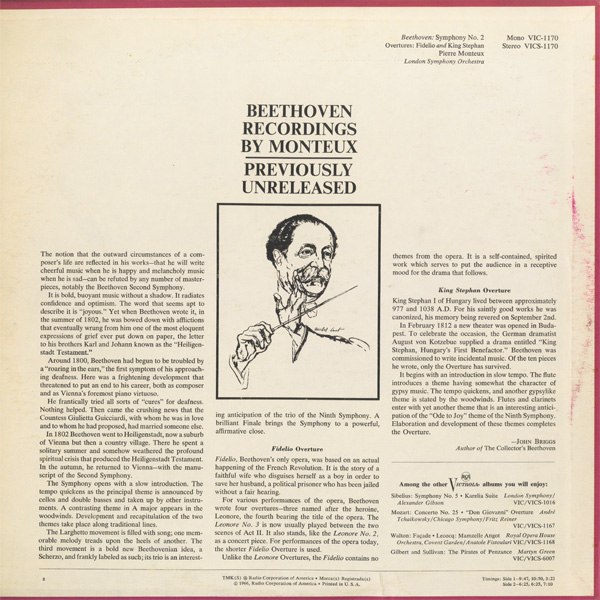 Beethoven: Symphony No. 2
Overtures: Fidelio and King Stephan
Pierre Monteux
London Symphony Orchestra
Mono VIC-1170
Stereo VICS-1170
BEETHOVEN
RECORDINGS
BY MONTEUX
PREVIOUSLY
UNRELEASED
The notion that the outward circumstances of a com-
poser's life are reflected in his works—that he will write
cheerful music when he is happy and melancholy music
when he is sad—can be refuted by any number of master-
pieces, notably the Beethoven Second Symphony.
It is bold, buoyant music without a shadow. It radiates
confidence and optimism. The word that seems apt to
describe it is "joyous." Yet when Beethoven wrote it, in
the summer of 1802, he was bowed down with afflictions
that eventually wrung from him one of the most eloquent
expressions of grief ever put down on paper, the letter
to his brothers Karl and Johann known as the "Heiligen-
stadt Testament."
Around 1800, Beethoven had begun to be troubled by
a "roaring in the ears," the first symptom of his approach-
ing deafness. Here was a frightening development that
threatened to put an end to his career, both as composer
and as Vienna's foremost piano virtuoso.
He frantically tried all sorts of "cures" for deafness.
Nothing helped. Then came the crushing news that the
Countess Giulietta Guicciardi, with whom he was in love
and to whom he had proposed, had married someone else.
In 1802 Beethoven went to Heiligenstadt, now a suburb
of Vienna but then a country village. There he spent a
solitary summer and somehow weathered the profound
spiritual crisis that produced the Heiligenstadt Testament.
In the autumn, he returned to Vienna—with the manu-
script of the Second Symphony.
The Symphony opens with a slow introduction. The
tempo quickens as the principal theme is announced by
cellos and double basses and taken up by other instru-
ments. A contrasting theme in A major appears in the
woodwinds. Development and recapitulation of the two
themes take place along traditional lines.
The Larghetto movement is filled with song; one mem-
orable melody treads upon the heels of another. The
third movement is a bold new Beethovenian idea, a
Scherzo, and frankly labeled as such; its trio is an interest-
ing anticipation of the trio of the Ninth Symphony. A
brilliant Finale brings the Symphony to a powerful,
affirmative close.
Fidelio Overture
Fidelio, Beethoven's only opera, was based on an actual
happening of the French Revolution. It is the story of a
faithful wife who disguises herself as a boy in order to
save her husband, a political prisoner who has been jailed
without a fair hearing.
For various performances of the opera, Beethoven
wrote four overtures—three named after the heroine,
Leonore, the fourth bearing the title of the opera. The
Leonore No. 3 is now usually played between the two
scenes of Act II. It also stands, like the Leonore No. 2,
as a concert piece. For performances of the opera today,
the shorter Fidelio Overture is used.
Unlike the Leonore Overtures, the Fidelio contains no
themes from the opera. It is a self-contained, spirited
work which serves to put the audience in a receptive
mood for the drama that follows.
King Stephan Overture
King Stephan I of Hungary lived between approximately
977 and 1038 A.D. For his saintly good works he was
canonized, his memory being revered on September 2nd.
In February 1812 a new theater was opened in Buda-
pest. To celebrate the occasion, the German dramatist
August von Kotzebue supplied a drama entitled "King
Stephan, Hungary's First Benefactor." Beethoven was
commissioned to write incidental music. Of the ten pieces
he wrote, only the Overture has survived.
It begins with an introduction in slow tempo. The flute
introduces a theme having somewhat the character of
gypsy music. The tempo quickens, and another gypsylike
theme is stated by the woodwinds. Flutes and clarinets
enter with yet another theme that is an interesting antici-
pation of the "Ode to Joy" theme of the Ninth Symphony.
Elaboration and development of these themes completes
the Overture.
—JOHN BRIGGS
Author of The Collector's Beethoven
Among the other RCA VICTROLA albums you will enjoy:
Sibelius: Symphony No. 5 • Karelia Suite London Symphony/
Alexander Gibson VIC/VICS-1016
Mozart: Concerto No. 25 • "Don Giovanni" Overture André
Tchaikowsky/Chicago Symphony/Fritz Reiner
VIC/VICS-1167
Walton: Façade • Lecocq: Mamzelle Angot Royal Opera House
Orchestra, Covent Garden/Anatole Fistoulari VIC/VICS-1168
Gilbert and Sullivan: The Pirates of Penzance Martyn Green
VIC/VICS-6007
TMK(S) ® Radio Corporation of America • Marca(s) Registrada(s)
© 1966, Radio Corporation of America • Printed in U. S. A.